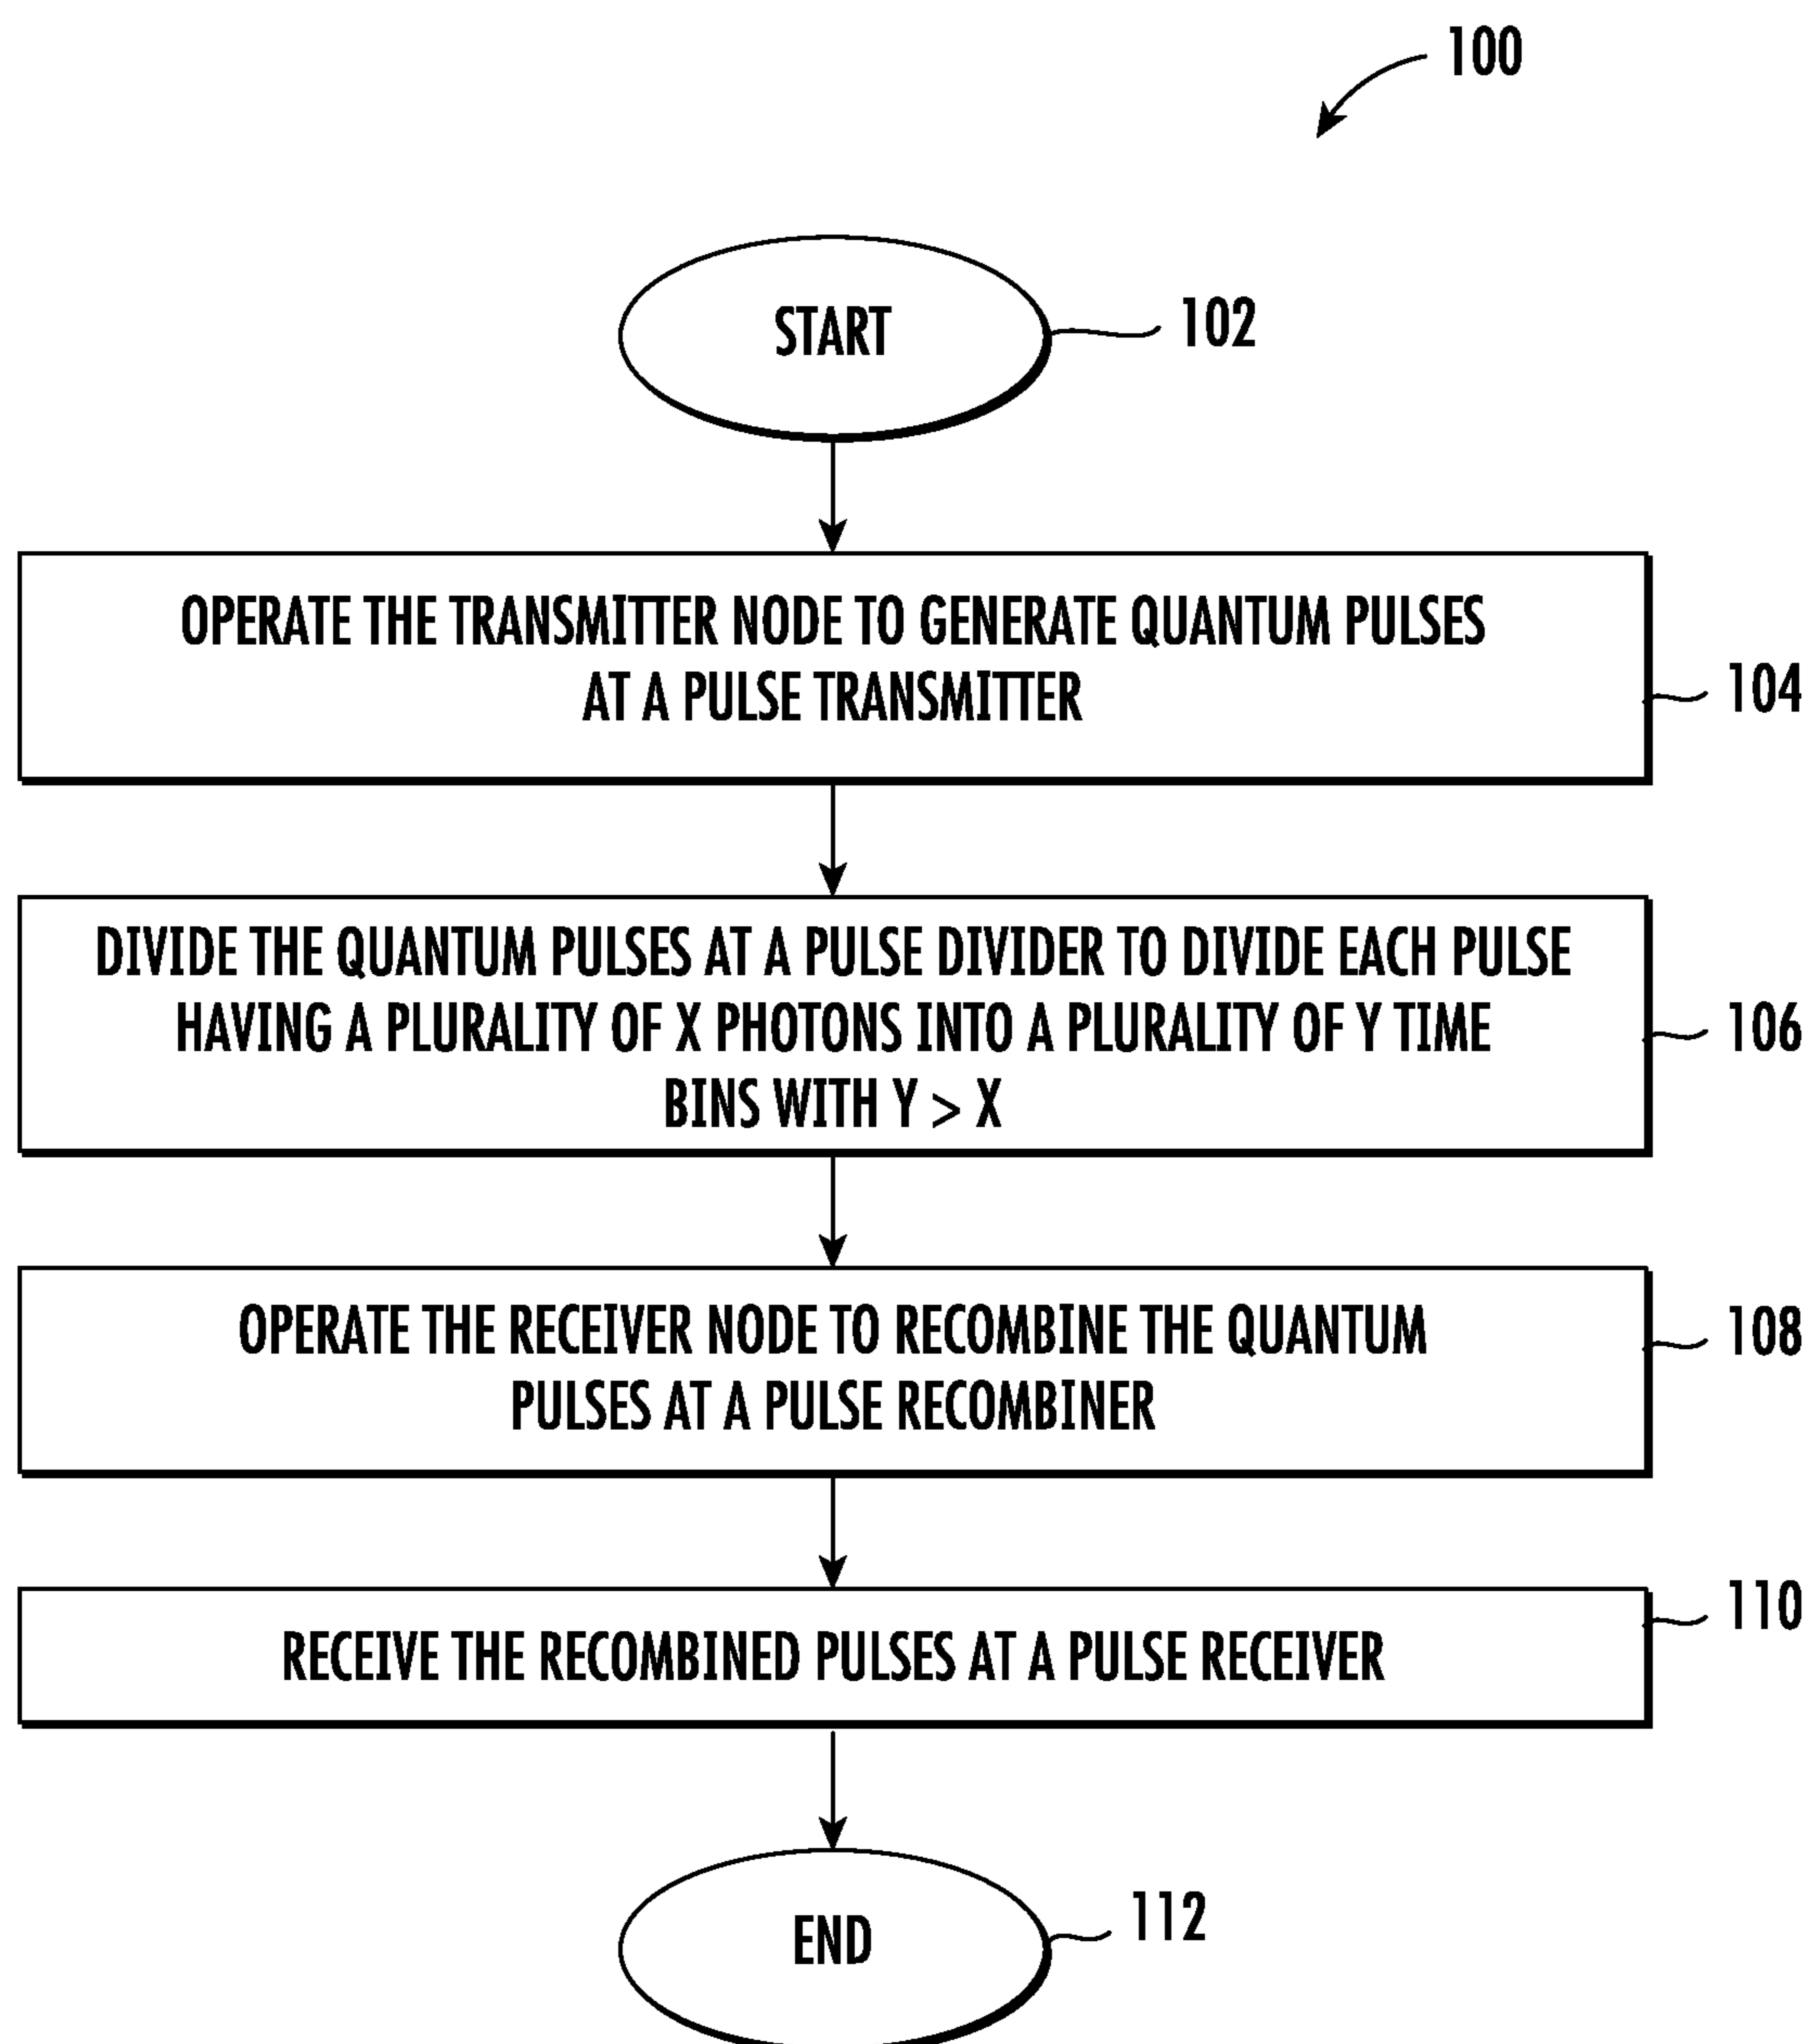 100
START
102
OPERATE THE TRANSMITTER NODE TO GENERATE QUANTUM PULSES
AT A PULSE TRANSMITTER
104
DIVIDE THE QUANTUM PULSES AT A PULSE DIVIDER TO DIVIDE EACH PULSE
HAVING A PLURALITY OF X PHOTONS INTO A PLURALITY OF Y TIME
BINS WITH Y > X
106
OPERATE THE RECEIVER NODE TO RECOMBINE THE QUANTUM
PULSES AT A PULSE RECOMBINER
108
RECEIVE THE RECOMBINED PULSES AT A PULSE RECEIVER
110
END
112